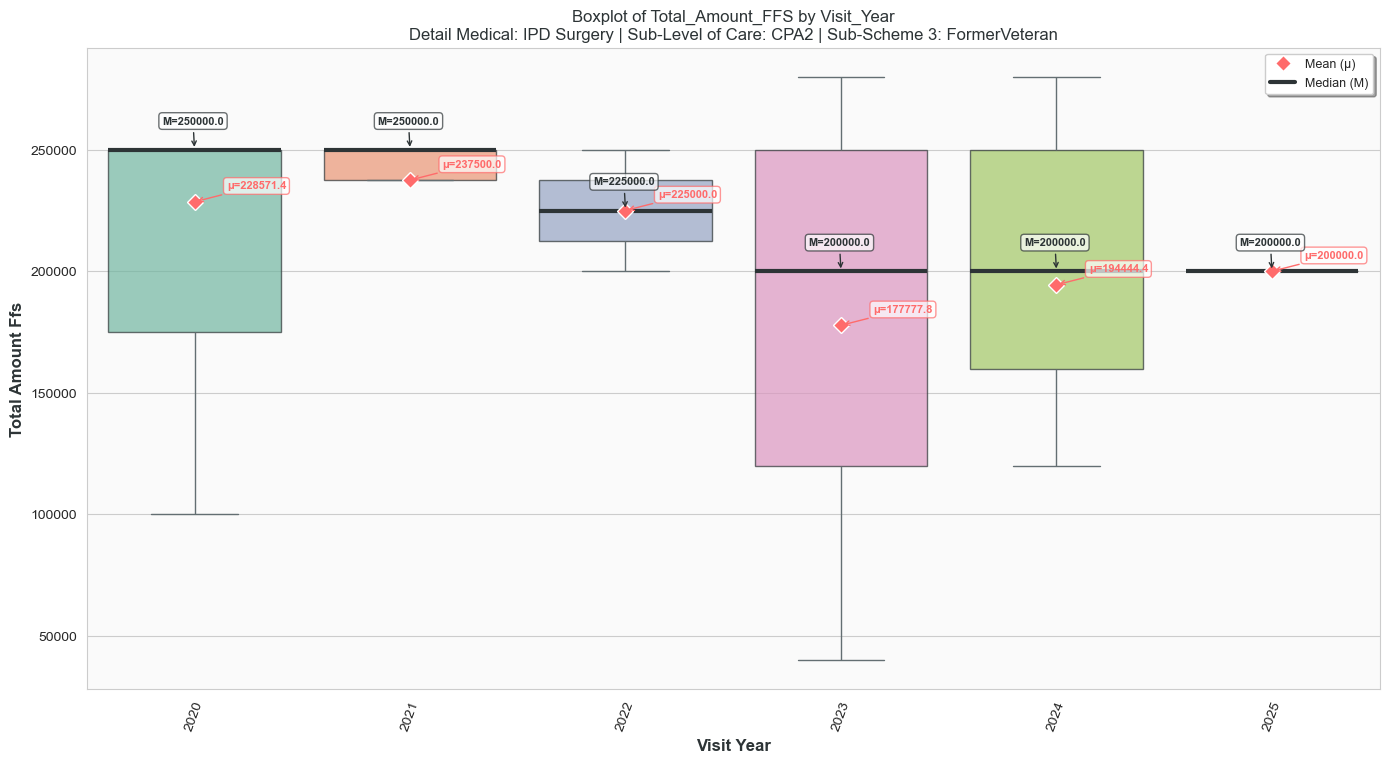 Boxplot of Total_Amount_FFS by Visit_Year
Detail Medical: IPD Surgery | Sub-Level of Care: CPA2 | Sub-Scheme 3: FormerVeteran
Mean (μ)
Median (M)
Total Amount Ffs
250000
200000
150000
100000
50000
M=250000.0
μ=228571.4
M=250000.0
μ=237500.0
M=225000.0
μ=225000.0
M=200000.0
μ=177777.8
M=200000.0
μ=194444.4
M=200000.0
μ=200000.0
2020
2021
2022
2023
2024
2025
Visit Year